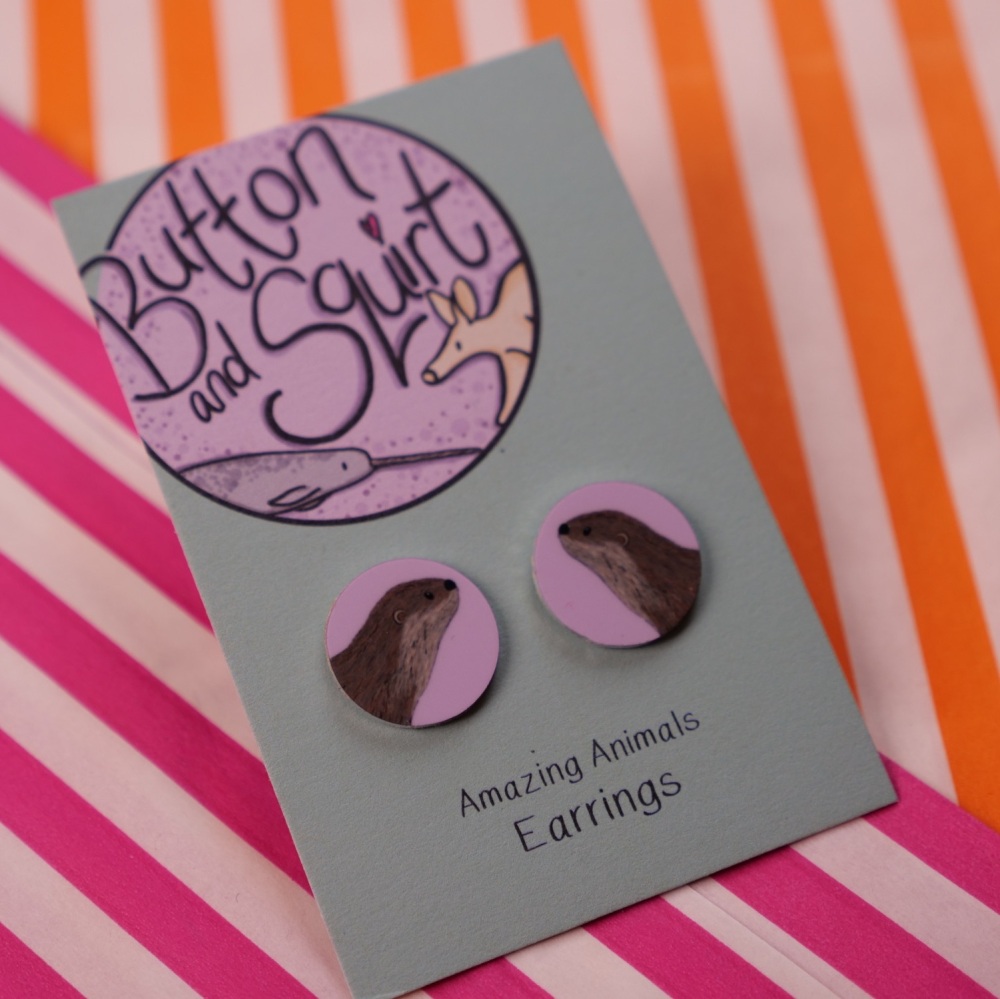 Button
and Squirt
Amazing Animals
Earrings